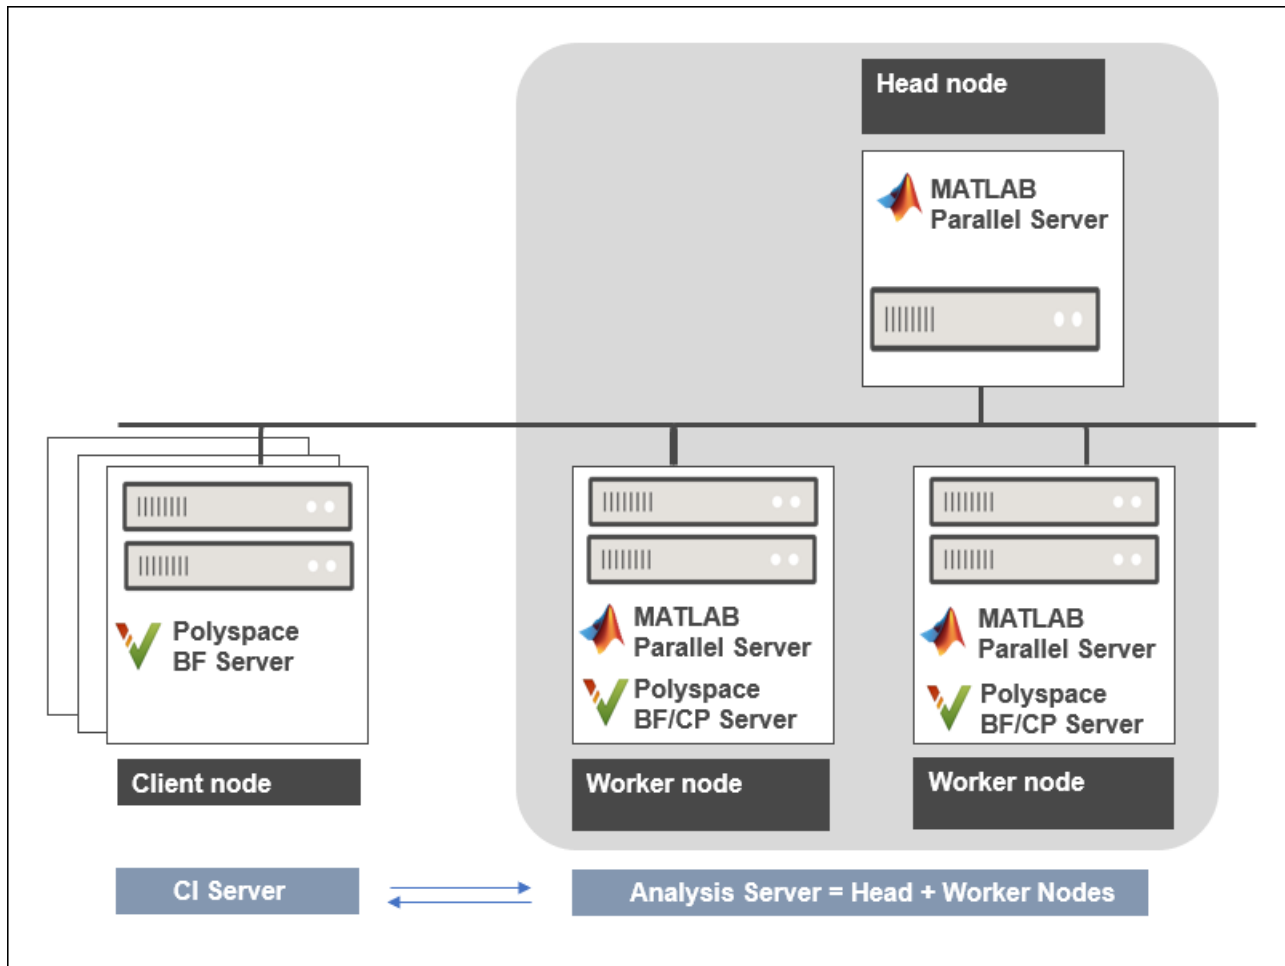 Head node
MATLAB
Parallel Server
Polyspace
BF Server
Client node
MATLAB
Parallel Server
Polyspace
BF/CP Server
Worker node
MATLAB
Parallel Server
Polyspace
BF/CP Server
Worker node
CI Server
Analysis Server = Head + Worker Nodes